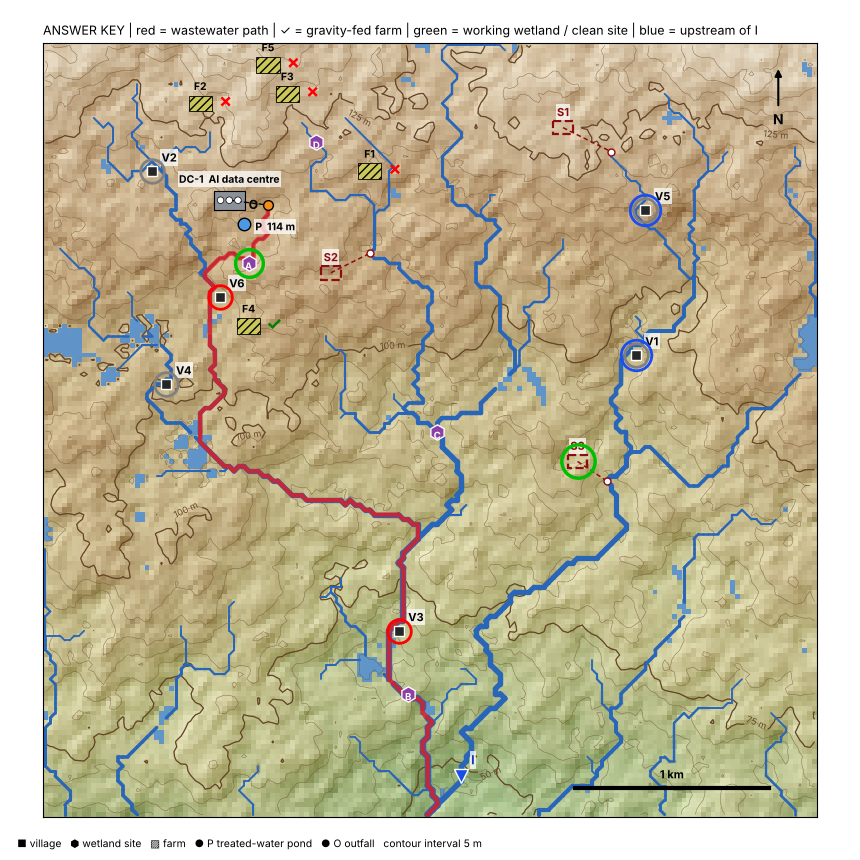 ANSWER KEY | red = wastewater path | ✓ = gravity-fed farm | green = working wetland / clean site | blue = upstream of I
F5
F3
F2
S1
125 m
N
125 m
D
V2
F1
DC-1 AI data centre
V5
O
P 114 m
S2
A
V6
F4
V1
100 m
V4
C
100 m
S3
100 m
V3
B
75 m
I
50 m
1 km
village
wetland site
farm
P treated-water pond
O outfall
contour interval 5 m